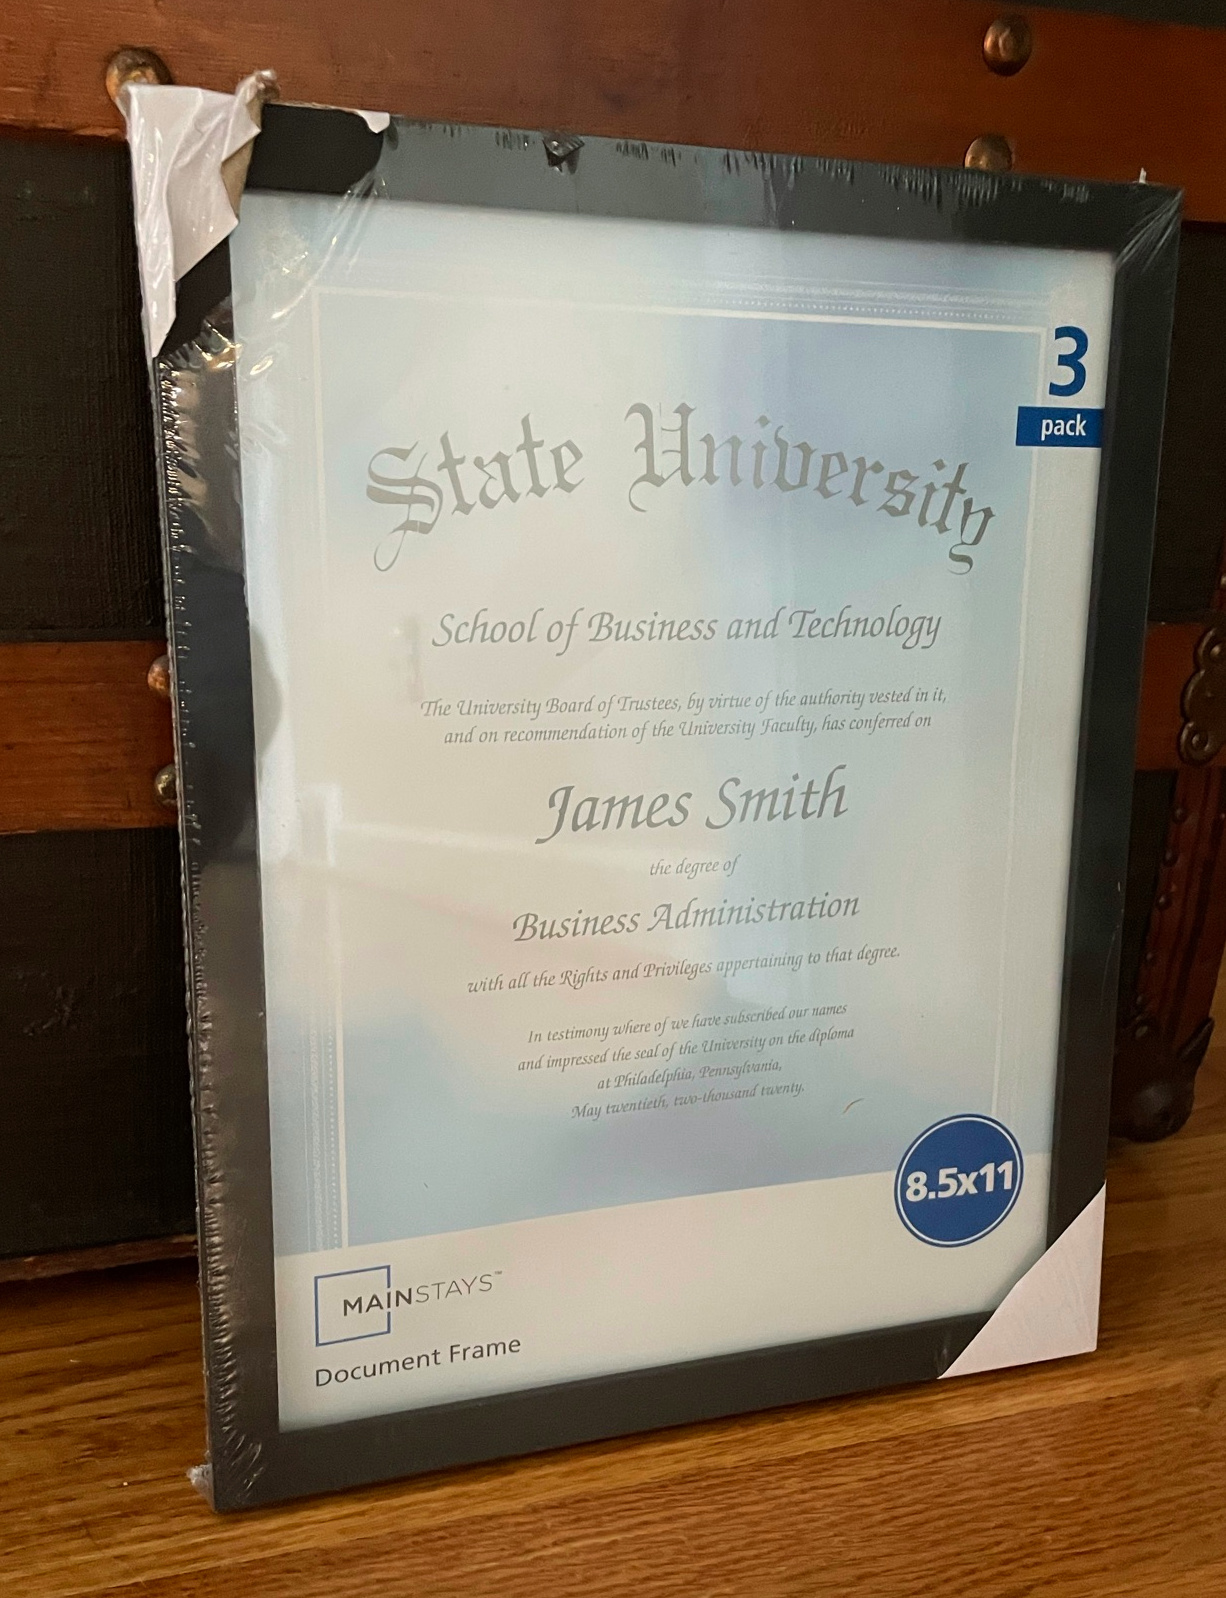 3
pack
State University
School of Business and Technology
The University Board of Trustees, by virtue of the authority vested in it,
and on recommendation of the University Faculty, has conferred on
James Smith
the degree of
Business Administration
with all the Rights and Privileges appertaining to that degree.
In testimony where of we have subscribed our names
and impressed the seal of the University on the diploma
at Philadelphia, Pennsylvania,
May twentieth, two-thousand twenty.
8.5x11
MAINSTAYS™
Document Frame